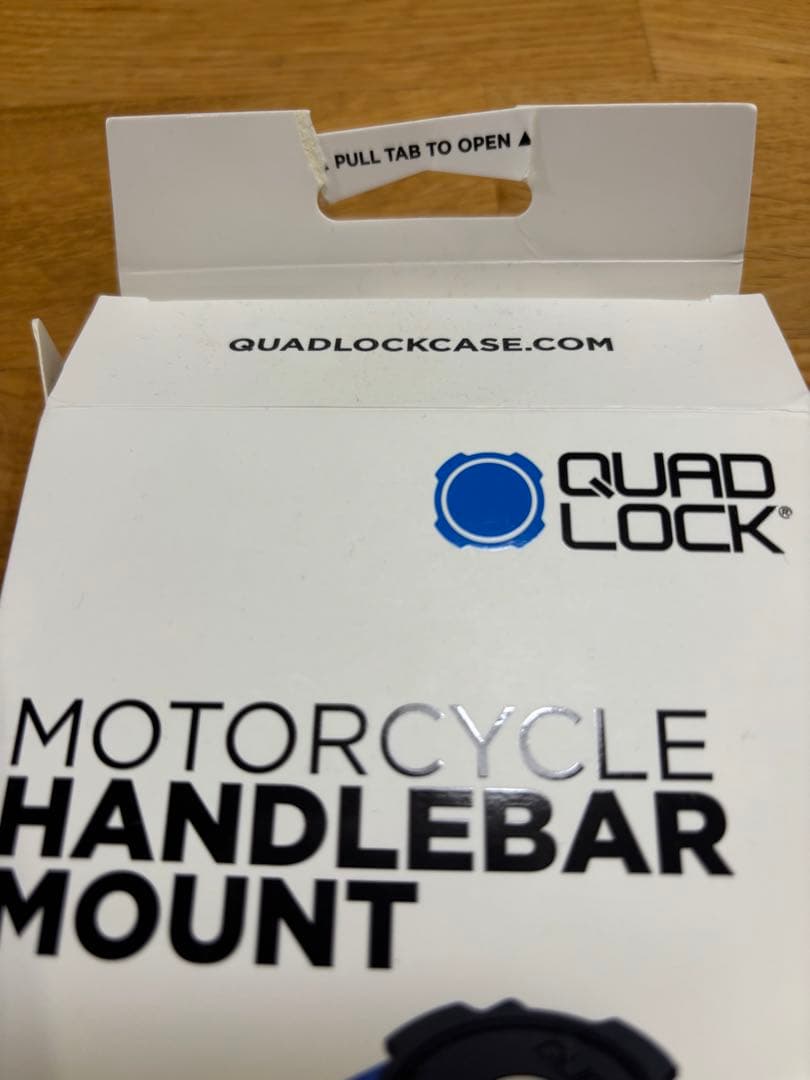 PULL TAB TO OPEN ▲
QUADLOCKCASE.COM
QUAD
LOCK®
MOTORCYCLE
HANDLEBAR
MOUNT